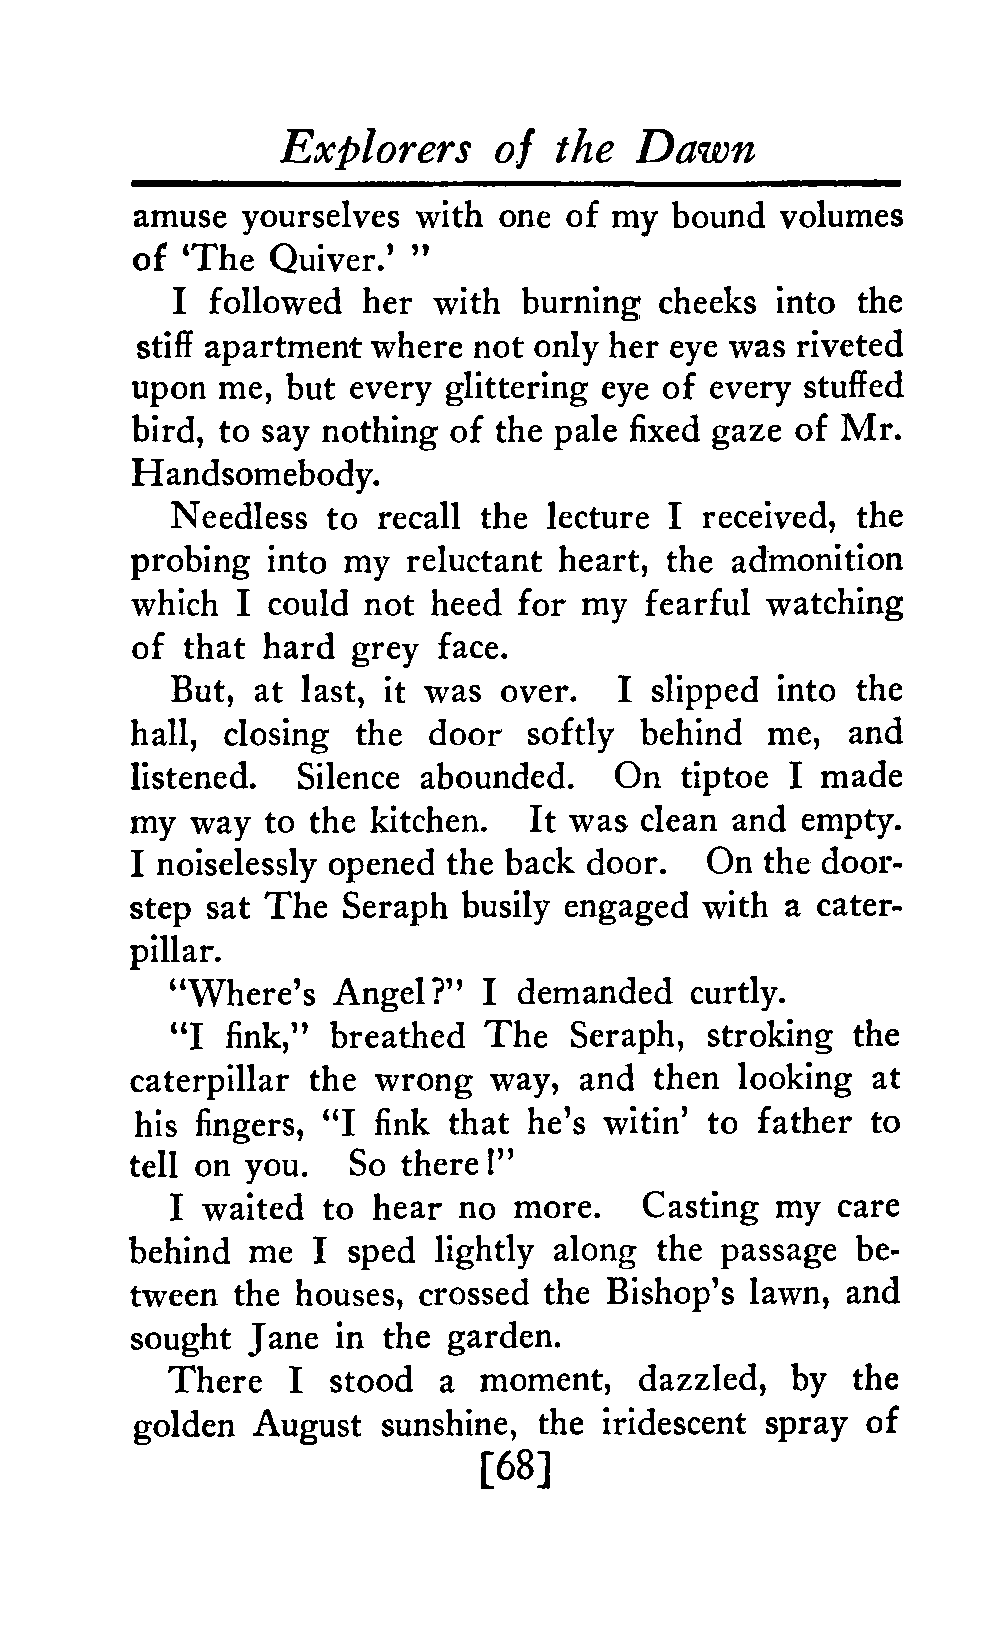 Explorers of the Dawn
amuse yourselves with one of my bound volumes
of 'The Quiver.' "
I followed her with burning cheeks into the
stiff apartment where not only her eye was riveted
upon me, but every glittering eye of every stuffed
bird, to say nothing of the pale fixed gaze of Mr.
Handsomebody.
Needless to recall the lecture I received, the
probing into my reluctant heart, the admonition
which I could not heed for my fearful watching
of that hard grey face.
But, at last, it was over. I slipped into the
hall, closing the door softly behind me, and
listened. Silence abounded. On tiptoe I made
my way to the kitchen. It was clean and empty.
I noiselessly opened the back door. On the door-
step sat The Seraph busily engaged with a cater-
pillar.
"Where's Angel?" I demanded curtly.
"I fink," breathed The Seraph, stroking the
caterpillar the wrong way, and then looking at
his fingers, "I fink that he's witin' to father to
tell on you. So there!"
I waited to hear no more. Casting my care
behind me I sped lightly along the passage be-
tween the houses, crossed the Bishop's lawn, and
sought Jane in the garden.
There I stood a moment, dazzled, by the
golden August sunshine, the iridescent spray of
[68]